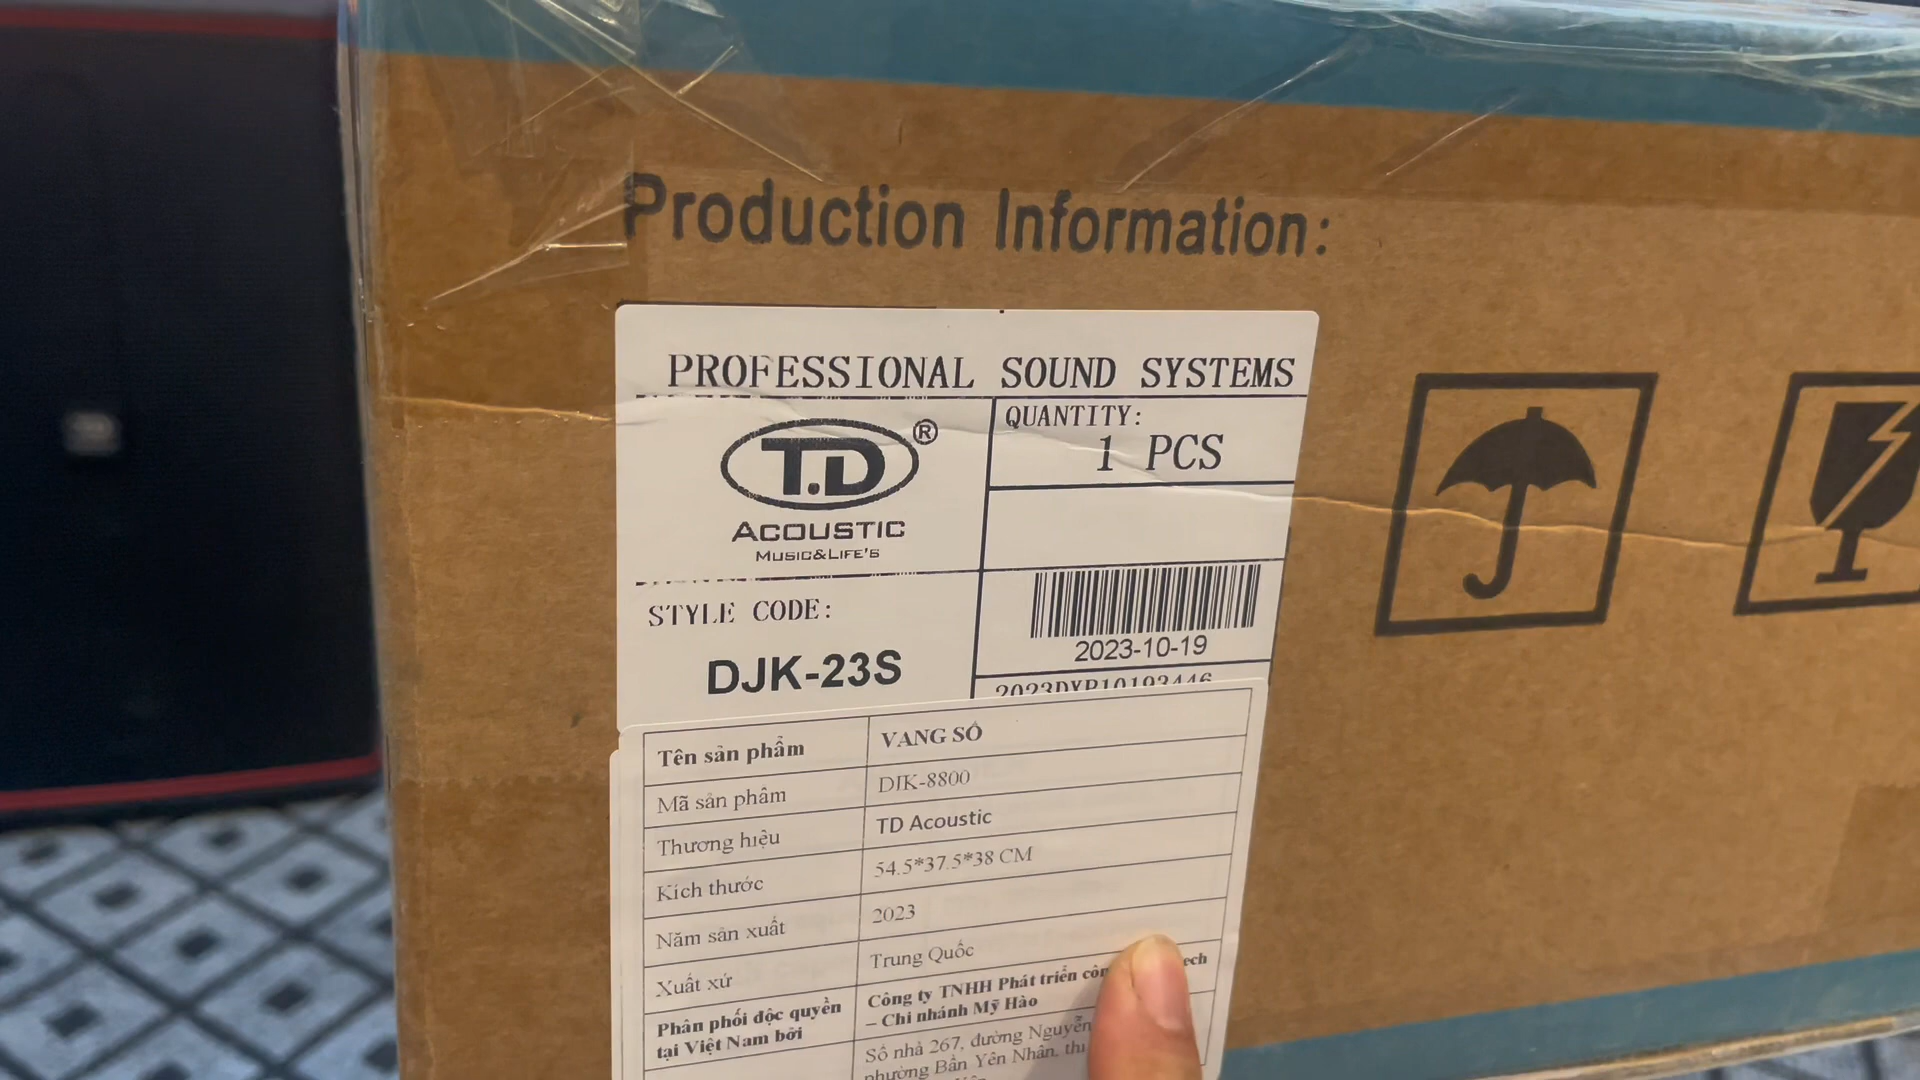 Production Information:
PROFESSIONAL SOUND SYSTEMS
T.D®
ACOUSTIC
MUSIC&LIFE'S
QUANTITY:
1 PCS
STYLE CODE:
DJK-23S
2023-10-19
Tên sản phẩm VANG SỐ
Mã sản phẩm DJK-8800
Thương hiệu TD Acoustic
Kích thước 54.5*37.5*38 CM
Năm sản xuất 2023
Xuất xứ Trung Quốc
Phân phối độc quyền
tại Việt Nam bởi
Công ty TNHH Phát triển
– Chi nhánh Mỹ Hào
Số nhà 267, đường Nguyễn
phường Bần Yên Nhân, thị